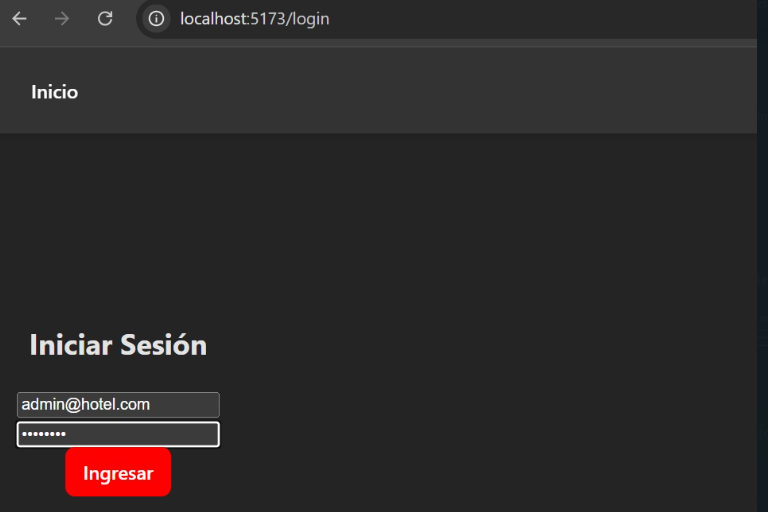 localhost:5173/login
Inicio
Iniciar Sesión
admin@hotel.com
••••••••
Ingresar